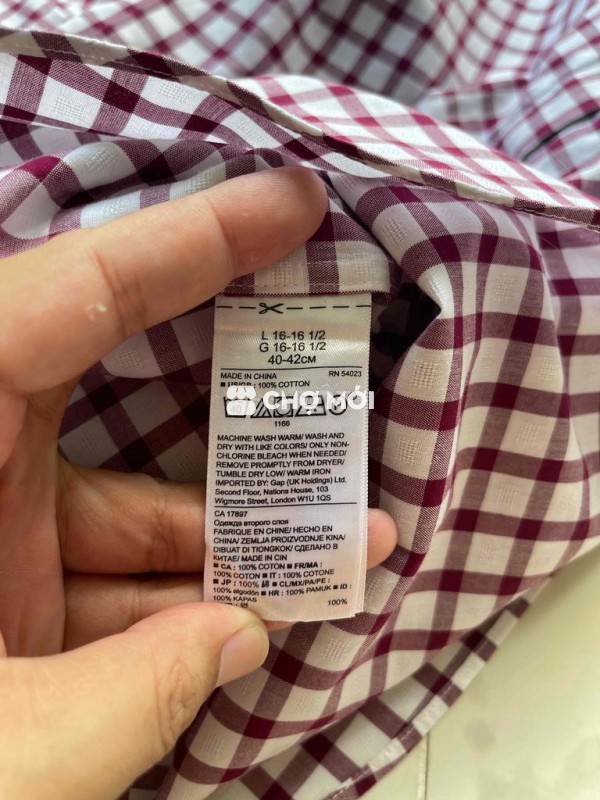 L 16-16 1/2
G 16-16 1/2
40-42CM
MADE IN CHINA RN 54023
■ US/GB: 100% COTTON
CHỢ MỚI
1166
MACHINE WASH WARM/ WASH AND
DRY WITH LIKE COLORS/ ONLY NON-
CHLORINE BLEACH WHEN NEEDED/
REMOVE PROMPTLY FROM DRYER/
TUMBLE DRY LOW/ WARM IRON
IMPORTED BY: Gap (UK Holdings) Ltd.
Second Floor, Nations House, 103
Wigmore Street, London W1U 1QS
CA 17897
Одежда второго слоя
FABRIQUE EN CHINE/ HECHO EN
CHINA/ ZEMLJA PROIZVODNJE KINA/
DIBUAT DI TIONGKOK/ СДЕЛАНО В
КИТАЕ/ MADE IN CIN
■ CA : 100% COTON ■ FR/MA :
100% COTON ■ IT : 100% COTONE
■ JP : 100% 綿 ■ CL/MX/PA/PE :
100% algodón ■ HR : 100% PAMUK ■ ID :
100% KAPAS
100%